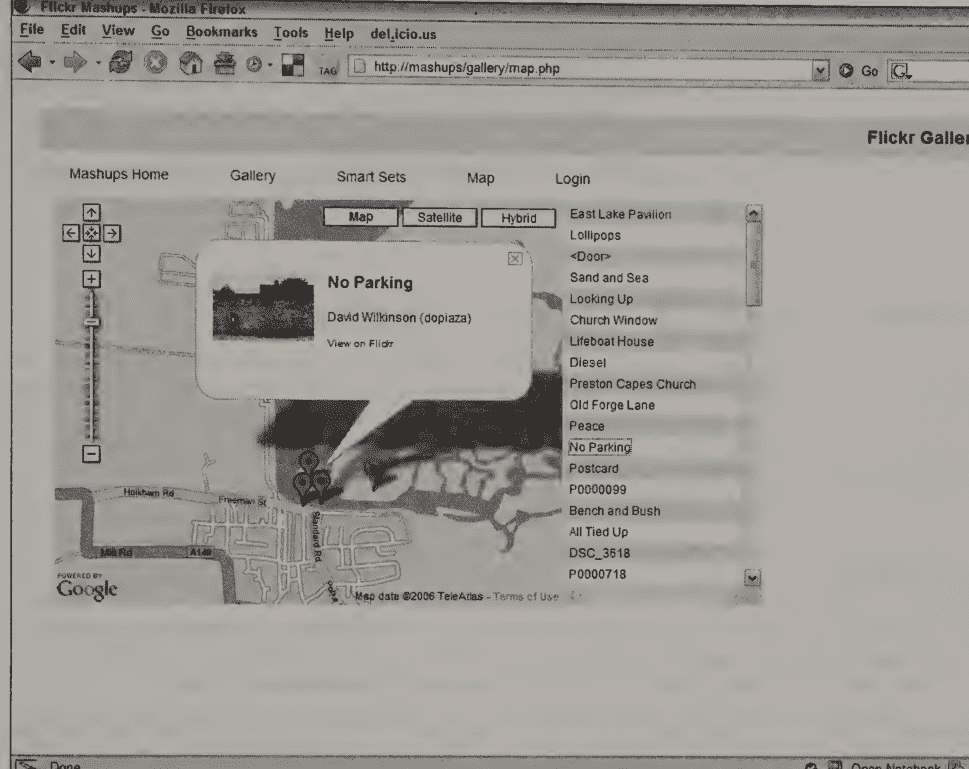 Flickr Mashups - Mozilla Firefox
File Edit View Go Bookmarks Tools Help del.icio.us
TAG http://mashups/gallery/map.php Go G
Flickr Galler
Mashups Home Gallery Smart Sets Map Login
Map Satellite Hybrid
No Parking
David Wilkinson (dopiaza)
View on Flickr
East Lake Pavilion
Lollipops
<Door>
Sand and Sea
Looking Up
Church Window
Lifeboat House
Diesel
Preston Capes Church
Old Forge Lane
Peace
No Parking
Postcard
P0000099
Bench and Bush
All Tied Up
DSC_3618
P0000718
Holkham Rd
Freeman St
Standard Rd
Mill Rd
A149
POWERED BY
Google
Map data ©2006 TeleAtlas - Terms of Use
Done
Open Notebook